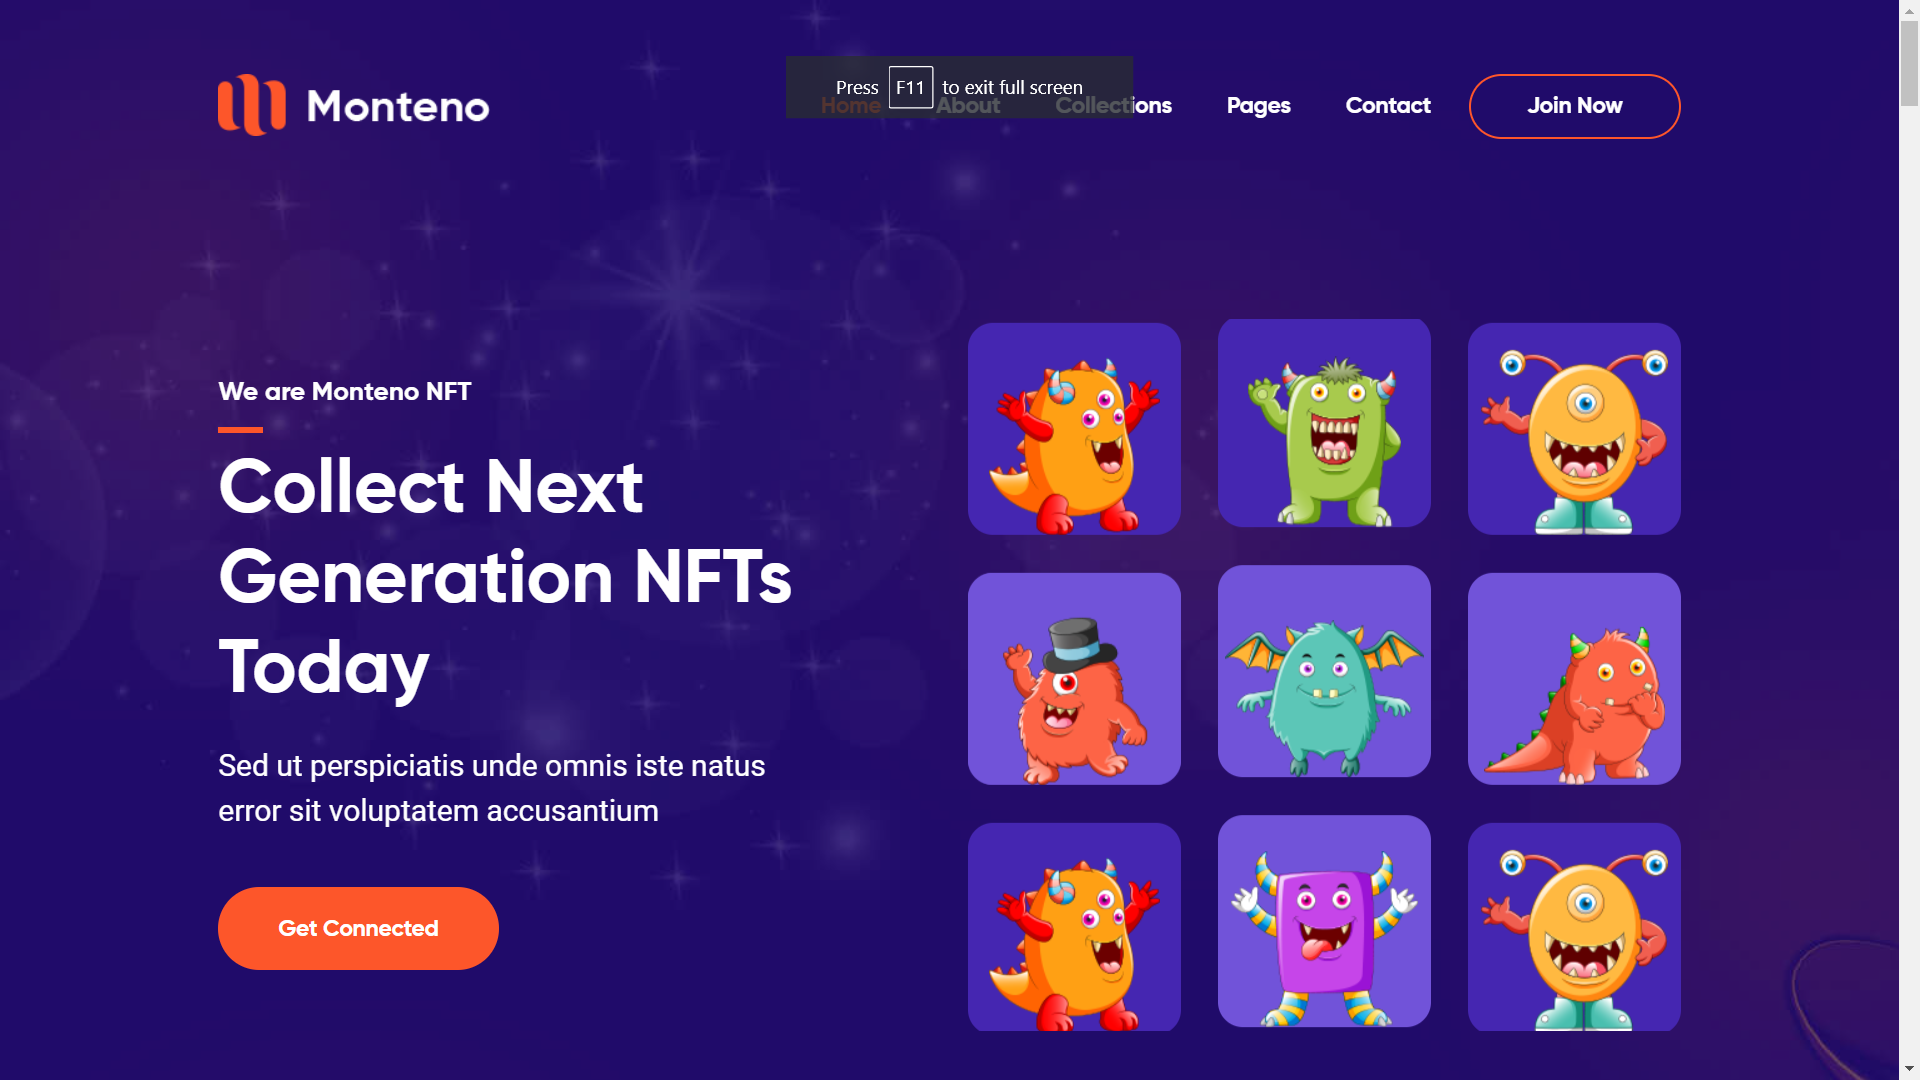 Monteno
Press F11 to exit full screen
Home About Collections Pages Contact Join Now
We are Monteno NFT
Collect Next
Generation NFTs
Today
Sed ut perspiciatis unde omnis iste natus
error sit voluptatem accusantium
Get Connected